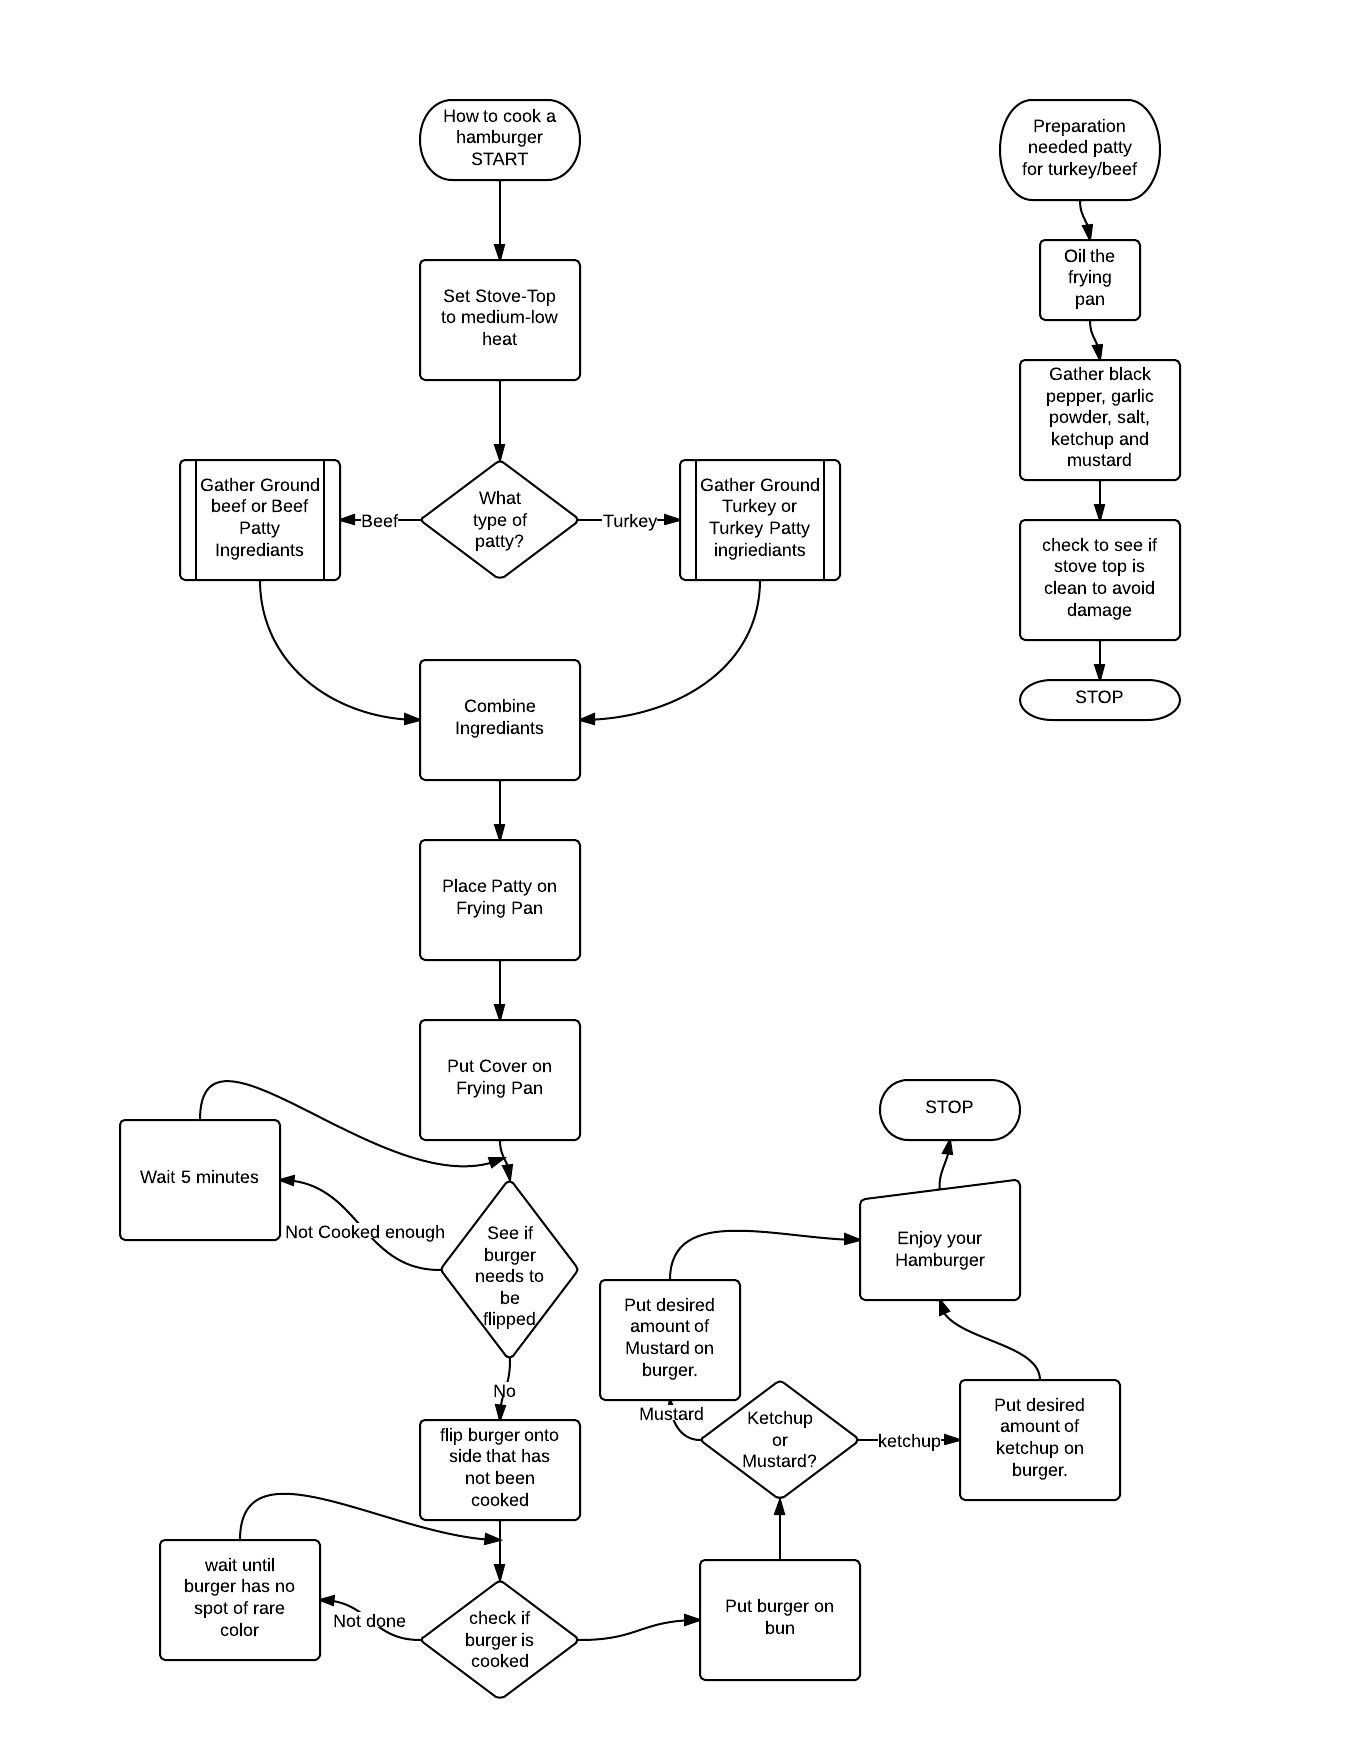 How to cook a
hamburger
START
Set Stove-Top
to medium-low
heat
What
type of
patty?
Beef
Turkey
Gather Ground
beef or Beef
Patty
Ingrediants
Gather Ground
Turkey or
Turkey Patty
ingriediants
Combine
Ingrediants
Place Patty on
Frying Pan
Put Cover on
Frying Pan
Wait 5 minutes
Not Cooked enough
See if
burger
needs to
be
flipped
No
flip burger onto
side that has
not been
cooked
wait until
burger has no
spot of rare
color
Not done
check if
burger is
cooked
Put burger on
bun
Ketchup
or
Mustard?
Mustard
ketchup
Put desired
amount of
Mustard on
burger.
Put desired
amount of
ketchup on
burger.
Enjoy your
Hamburger
STOP
Preparation
needed patty
for turkey/beef
Oil the
frying
pan
Gather black
pepper, garlic
powder, salt,
ketchup and
mustard
check to see if
stove top is
clean to avoid
damage
STOP